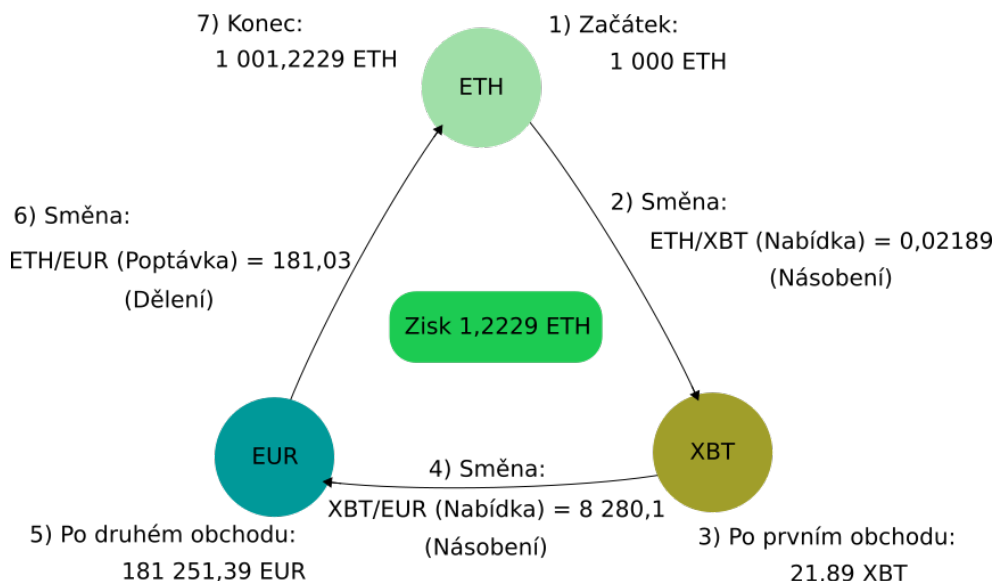 1) Začátek:
1 000 ETH
2) Směna:
ETH/XBT (Nabídka) = 0,02189
(Násobení)
3) Po prvním obchodu:
21,89 XBT
4) Směna:
XBT/EUR (Nabídka) = 8 280,1
(Násobení)
5) Po druhém obchodu:
181 251,39 EUR
6) Směna:
ETH/EUR (Poptávka) = 181,03
(Dělení)
7) Konec:
1 001,2229 ETH
ETH
XBT
EUR
Zisk 1,2229 ETH